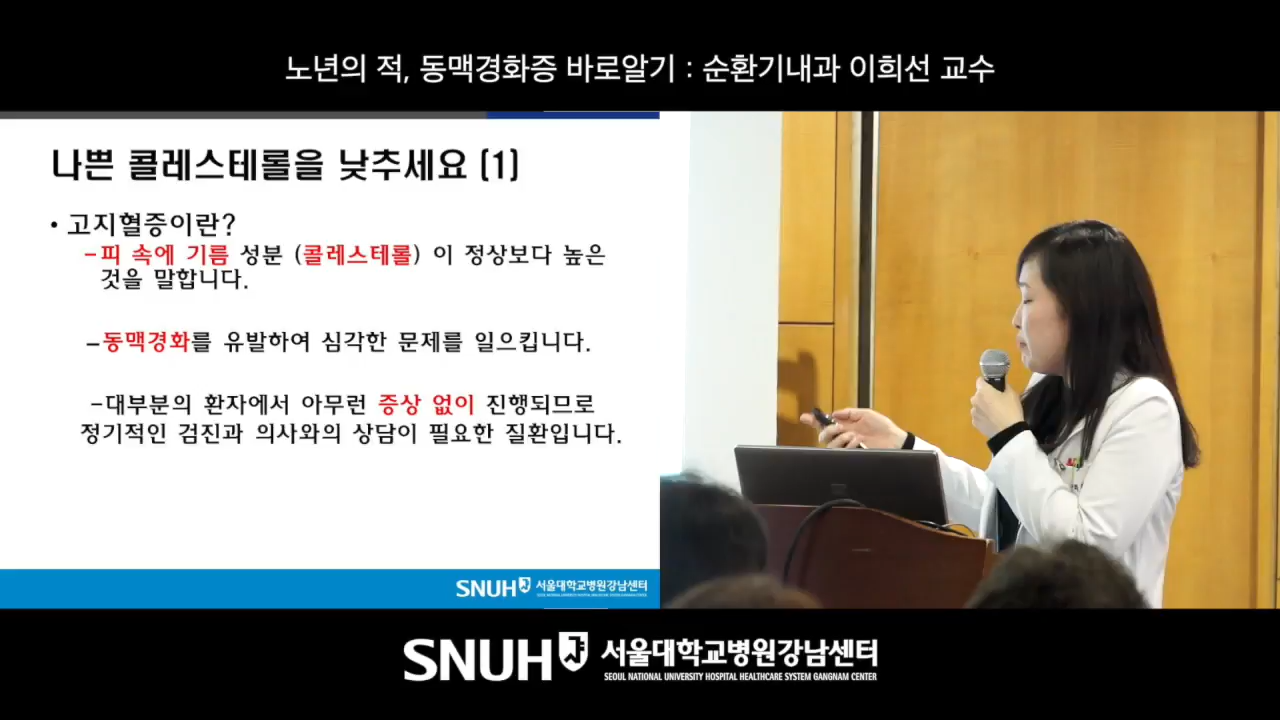 노년의 적, 동맥경화증 바로알기 : 순환기내과 이희선 교수
나쁜 콜레스테롤을 낮추세요 (1)
• 고지혈증이란?
-피 속에 기름 성분 (콜레스테롤) 이 정상보다 높은
것을 말합니다.
-동맥경화를 유발하여 심각한 문제를 일으킵니다.
-대부분의 환자에서 아무런 증상 없이 진행되므로
정기적인 검진과 의사와의 상담이 필요한 질환입니다.
SNUH 서울대학교병원강남센터
SEOUL NATIONAL UNIVERSITY HOSPITAL HEALTHCARE SYSTEM GANGNAM CENTER
SNUH 서울대학교병원강남센터
SEOUL NATIONAL UNIVERSITY HOSPITAL HEALTHCARE SYSTEM GANGNAM CENTER